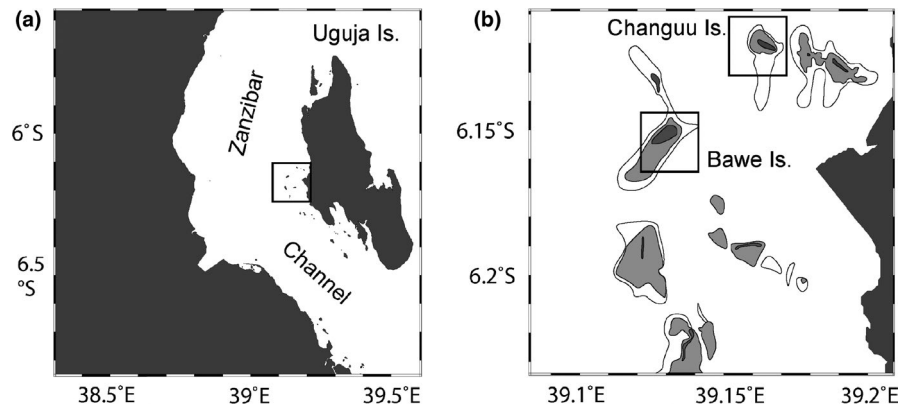 (a)
Uguja Is.
Zanzibar
Channel
6˚S
6.5
˚S
38.5˚E
39˚E
39.5˚E
(b)
Changuu Is.
Bawe Is.
6.15˚S
6.2˚S
39.1˚E
39.15˚E
39.2˚E